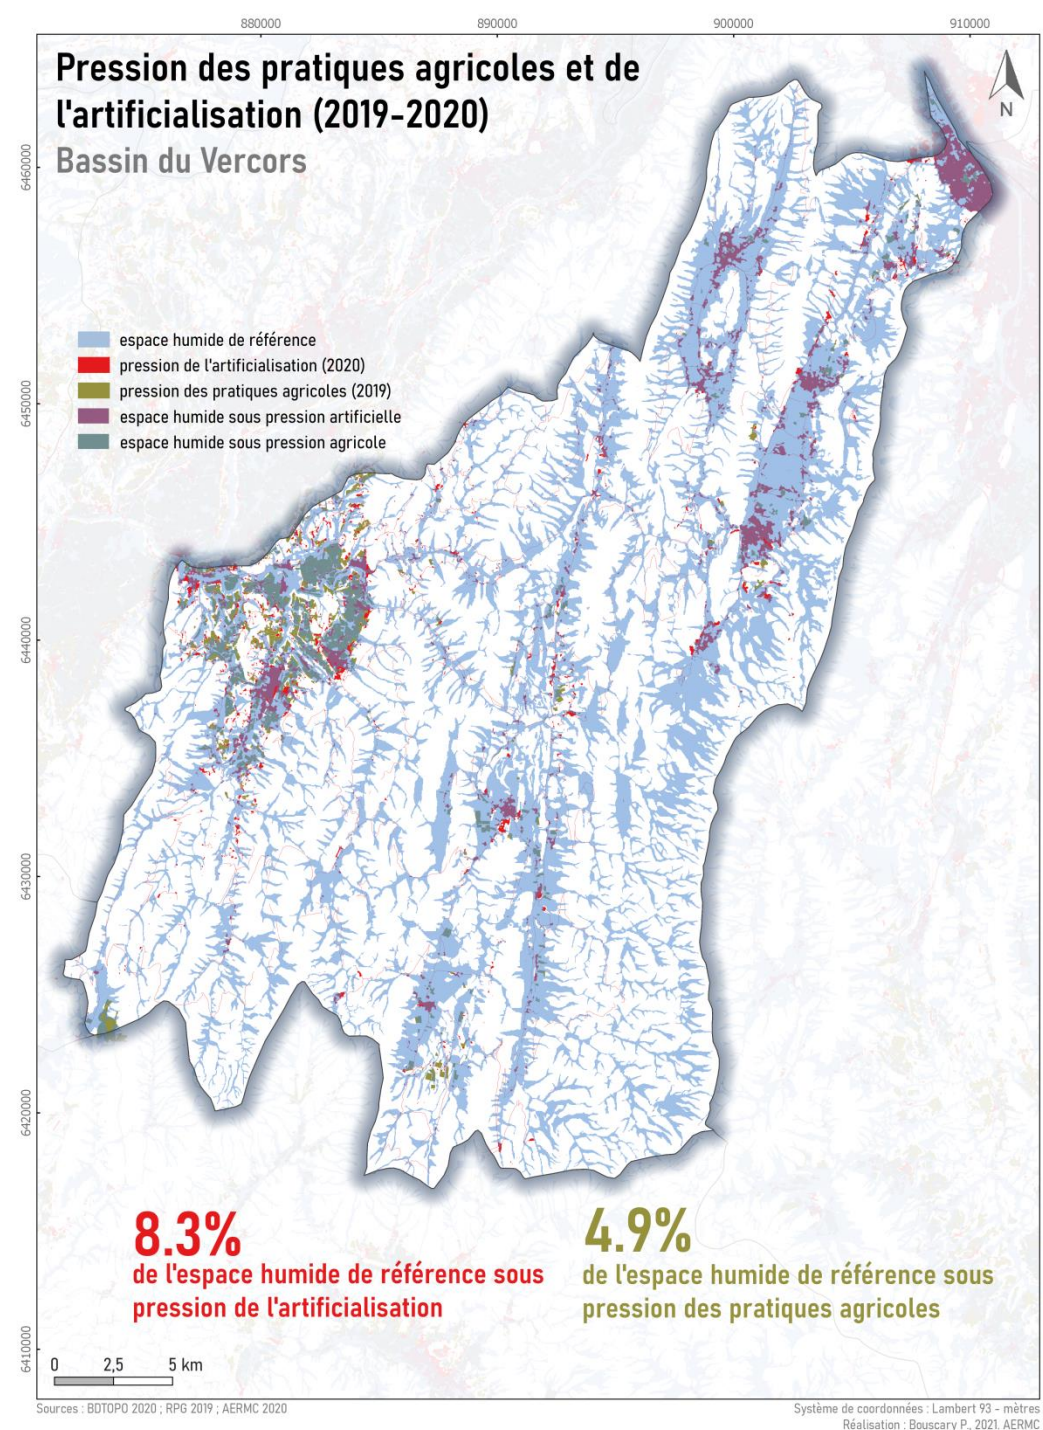 880000 890000 900000 910000
Pression des pratiques agricoles et de
l'artificialisation (2019-2020)
Bassin du Vercors
N
6460000
6450000
6440000
6430000
6420000
6410000
espace humide de référence
pression de l'artificialisation (2020)
pression des pratiques agricoles (2019)
espace humide sous pression artificielle
espace humide sous pression agricole
8.3%
de l'espace humide de référence sous
pression de l'artificialisation
4.9%
de l'espace humide de référence sous
pression des pratiques agricoles
0 2,5 5 km
Sources : BDTOPO 2020 ; RPG 2019 ; AERMC 2020
Système de coordonnées : Lambert 93 - mètres
Réalisation : Bouscary P., 2021. AERMC